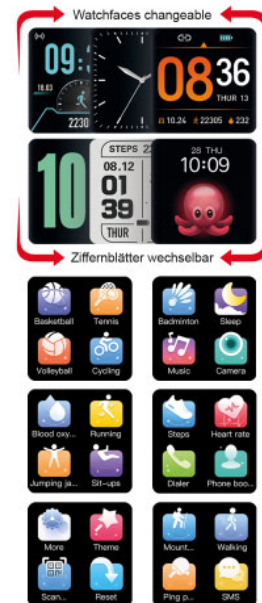 Watchfaces changeable
09:
18.03
2230
08 36
THUR 13
10.24 22305 232
10
STEPS 22
08.12
01
39
THUR
28 THU
10:09
Ziffernblätter wechselbar
Basketball Tennis
Volleyball Cycling
Badminton Sleep
Music Camera
Blood oxy... Running
Jumping ja... Sit-ups
Steps Heart rate
Dialer Phone boo...
More Theme
Scan... Reset
Mount... Walking
Ping p... SMS